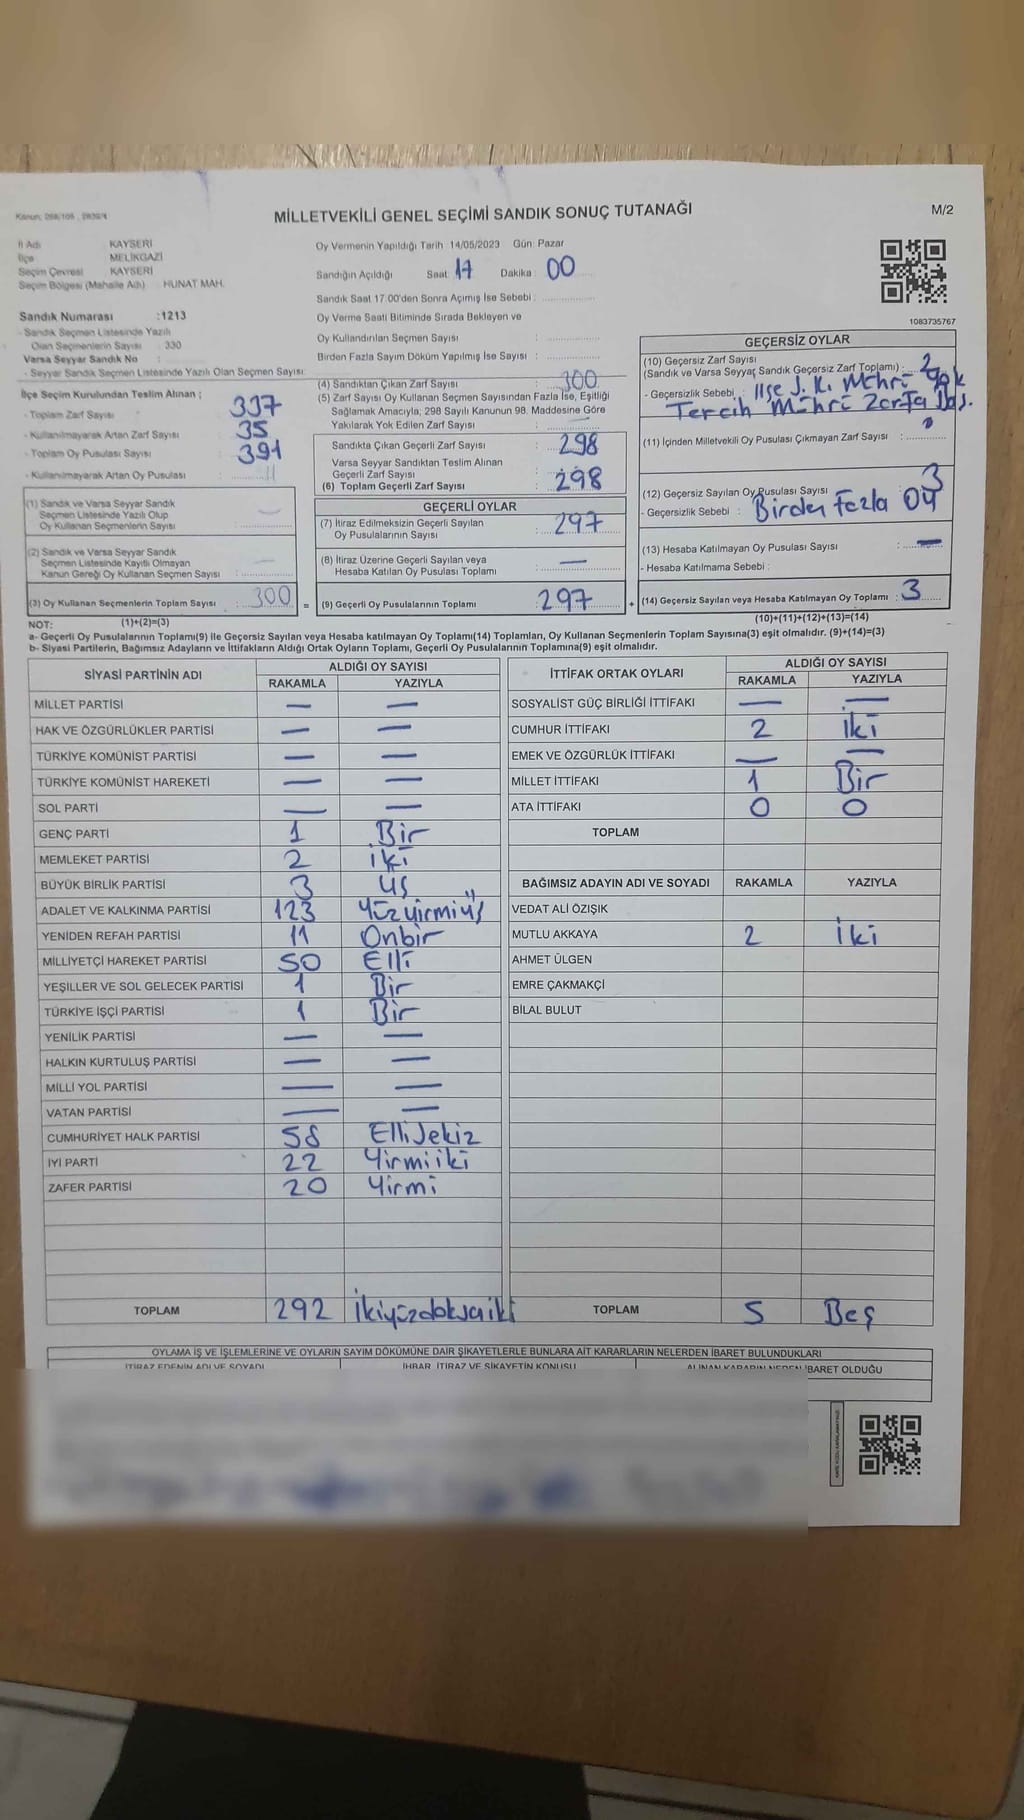 Kanun: 298/105 , 2839/4
MİLLETVEKİLİ GENEL SEÇİMİ SANDIK SONUÇ TUTANAĞI
M/2
İl Adı KAYSERİ
İlçe MELİKGAZİ
Seçim Çevresi KAYSERİ
Seçim Bölgesi (Mahalle Adı) : HUNAT MAH.
Sandık Numarası :1213
- Sandık Seçmen Listesinde Yazılı
Olan Seçmenlerin Sayısı : 330
Varsa Seyyar Sandık No :
- Seyyar Sandık Seçmen Listesinde Yazılı Olan Seçmen Sayısı:
İlçe Seçim Kurulundan Teslim Alınan ;
- Toplam Zarf Sayısı 337
- Kullanılmayarak Artan Zarf Sayısı 35
- Toplam Oy Pusulası Sayısı 391
- Kullanılmayarak Artan Oy Pusulası :
(1) Sandık ve Varsa Seyyar Sandık
Seçmen Listesinde Yazılı Olup
Oy Kullanan Seçmenlerin Sayısı : —
(2) Sandık ve Varsa Seyyar Sandık
Seçmen Listesinde Kayıtlı Olmayan
Kanun Gereği Oy Kullanan Seçmen Sayısı : —
(3) Oy Kullanan Seçmenlerin Toplam Sayısı : 300 =
(1)+(2)=(3)
Oy Vermenin Yapıldığı Tarih :14/05/2023 Gün: Pazar
Sandığın Açıldığı Saat: 17 Dakika : 00
Sandık Saat 17.00'den Sonra Açımış İse Sebebi :
Oy Verme Saati Bitiminde Sırada Bekleyen ve
Oy Kullandırılan Seçmen Sayısı :
Birden Fazla Sayım Döküm Yapılmış İse Sayısı :
(4) Sandıktan Çıkan Zarf Sayısı : 300
(5) Zarf Sayısı Oy Kullanan Seçmen Sayısından Fazla İse, Eşitliği
Sağlamak Amacıyla, 298 Sayılı Kanunun 98. Maddesine Göre
Yakılarak Yok Edilen Zarf Sayısı :
Sandıkta Çıkan Geçerli Zarf Sayısı : 298
Varsa Seyyar Sandıktan Teslim Alınan
Geçerli Zarf Sayısı :
(6) Toplam Geçerli Zarf Sayısı : 298
GEÇERLİ OYLAR
(7) İtiraz Edilmeksizin Geçerli Sayılan
Oy Pusulalarının Sayısı : 297
(8) İtiraz Üzerine Geçerli Sayılan veya
Hesaba Katılan Oy Pusulası Toplamı : —
(9) Geçerli Oy Pusulalarının Toplamı : 297 +
1083735767
GEÇERSİZ OYLAR
(10) Geçersiz Zarf Sayısı
(Sandık ve Varsa Seyyar Sandık Geçersiz Zarf Toplamı) : 2
- Geçersizlik Sebebi : İlçe S. K. Mührü Yok
Tercih Mührü Zarfa
(11) İçinden Milletvekili Oy Pusulası Çıkmayan Zarf Sayısı :
(12) Geçersiz Sayılan Oy Pusulası Sayısı 3
- Geçersizlik Sebebi : Birden Fazla Oy
(13) Hesaba Katılmayan Oy Pusulası Sayısı : —
- Hesaba Katılmama Sebebi :
(14) Geçersiz Sayılan veya Hesaba Katılmayan Oy Toplamı : 3
(10)+(11)+(12)+(13)=(14)
NOT:
a- Geçerli Oy Pusulalarının Toplamı(9) ile Geçersiz Sayılan veya Hesaba katılmayan Oy Toplamı(14) Toplamları, Oy Kullanan Seçmenlerin Toplam Sayısına(3) eşit olmalıdır. (9)+(14)=(3)
b- Siyasi Partilerin, Bağımsız Adayların ve İttifakların Aldığı Ortak Oyların Toplamı, Geçerli Oy Pusulalarının Toplamına(9) eşit olmalıdır.
SİYASİ PARTİNİN ADI ALDIĞI OY SAYISI
RAKAMLA YAZIYLA
MİLLET PARTİSİ — —
HAK VE ÖZGÜRLÜKLER PARTİSİ — —
TÜRKİYE KOMÜNİST PARTİSİ — —
TÜRKİYE KOMÜNİST HAREKETİ — —
SOL PARTİ — —
GENÇ PARTİ 1 Bir
MEMLEKET PARTİSİ 2 iki
BÜYÜK BİRLİK PARTİSİ 3 üş
ADALET VE KALKINMA PARTİSİ 123 Yüzyirmiüş
YENİDEN REFAH PARTİSİ 11 Onbir
MİLLİYETÇİ HAREKET PARTİSİ 50 Elli
YEŞİLLER VE SOL GELECEK PARTİSİ 1 Bir
TÜRKİYE İŞÇİ PARTİSİ 1 Bir
YENİLİK PARTİSİ — —
HALKIN KURTULUŞ PARTİSİ — —
MİLLİ YOL PARTİSİ — —
VATAN PARTİSİ — —
CUMHURİYET HALK PARTİSİ 58 Ellisekiz
İYİ PARTİ 22 Yirmiiki
ZAFER PARTİSİ 20 Yirmi
TOPLAM 292 İkiyüzdoksaiki
İTTİFAK ORTAK OYLARI ALDIĞI OY SAYISI
RAKAMLA YAZIYLA
SOSYALİST GÜÇ BİRLİĞİ İTTİFAKI — —
CUMHUR İTTİFAKI 2 İki
EMEK VE ÖZGÜRLÜK İTTİFAKI — —
MİLLET İTTİFAKI 1 Bir
ATA İTTİFAKI 0 0
TOPLAM
BAĞIMSIZ ADAYIN ADI VE SOYADI RAKAMLA YAZIYLA
VEDAT ALİ ÖZIŞIK
MUTLU AKKAYA 2 İki
AHMET ÜLGEN
EMRE ÇAKMAKÇİ
BİLAL BULUT
TOPLAM 5 Beş
OYLAMA İŞ VE İŞLEMLERİNE VE OYLARIN SAYIM DÖKÜMÜNE DAİR ŞİKAYETLERLE BUNLARA AİT KARARLARIN NELERDEN İBARET BULUNDUKLARI
İTİRAZ EDENİN ADI VE SOYADI İHBAR, İTİRAZ VE ŞİKAYETİN KONUSU ALINAN KARARIN NEDEN İBARET OLDUĞU